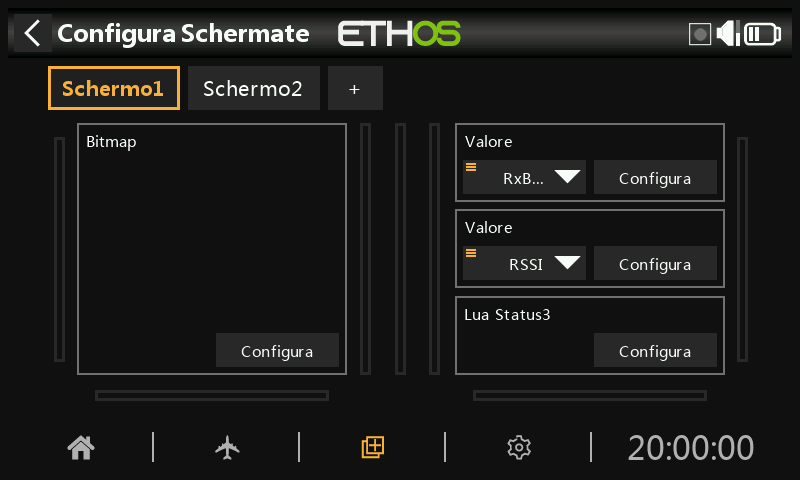 Configura Schermate
ETHOS
Schermo1
Schermo2
+
Bitmap
Configura
Valore
RxB...
Configura
Valore
RSSI
Configura
Lua Status3
Configura
20:00:00